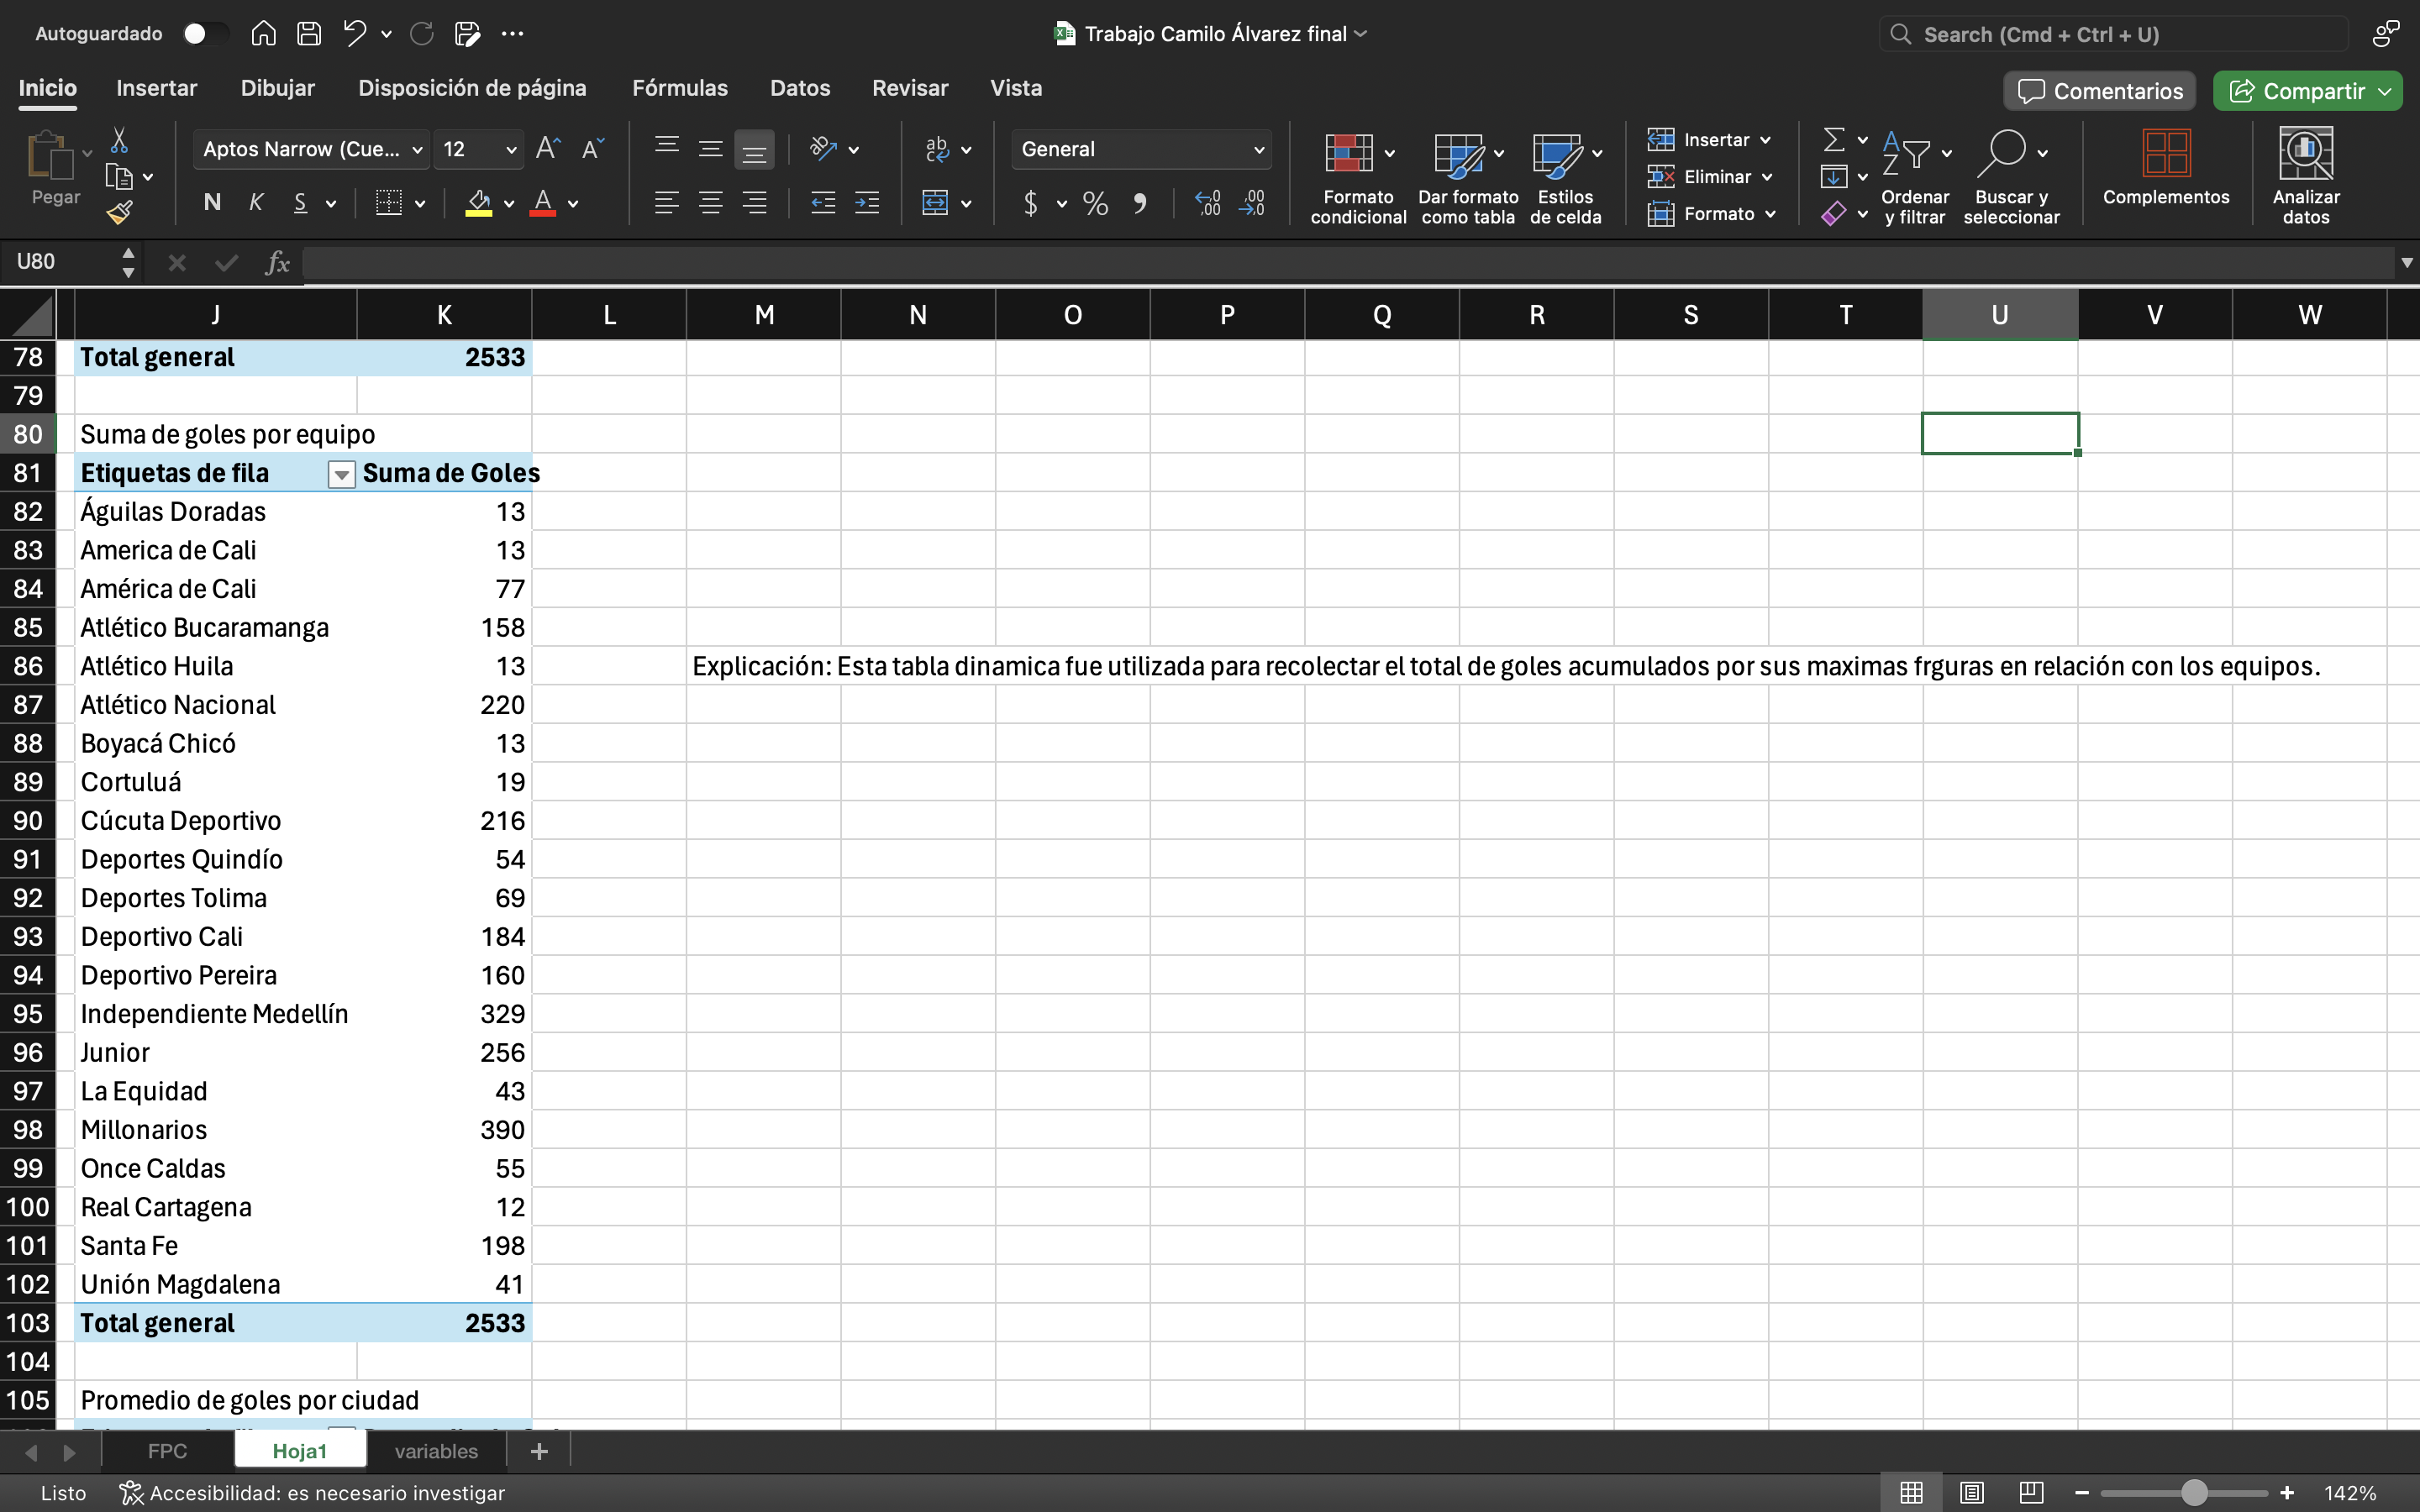 Autoguardado
Trabajo Camilo Álvarez final
Search (Cmd + Ctrl + U)
Inicio Insertar Dibujar Disposición de página Fórmulas Datos Revisar Vista
Comentarios Compartir
Pegar
Aptos Narrow (Cue... 12
N K S
General
Formato condicional
Dar formato como tabla
Estilos de celda
Insertar
Eliminar
Formato
Ordenar y filtrar
Buscar y seleccionar
Complementos
Analizar datos
U80 fx
J K L M N O P Q R S T U V W
78 Total general 2533
79
80 Suma de goles por equipo
81 Etiquetas de fila Suma de Goles
82 Águilas Doradas 13
83 America de Cali 13
84 América de Cali 77
85 Atlético Bucaramanga 158
86 Atlético Huila 13 Explicación: Esta tabla dinamica fue utilizada para recolectar el total de goles acumulados por sus maximas frguras en relación con los equipos.
87 Atlético Nacional 220
88 Boyacá Chicó 13
89 Cortuluá 19
90 Cúcuta Deportivo 216
91 Deportes Quindío 54
92 Deportes Tolima 69
93 Deportivo Cali 184
94 Deportivo Pereira 160
95 Independiente Medellín 329
96 Junior 256
97 La Equidad 43
98 Millonarios 390
99 Once Caldas 55
100 Real Cartagena 12
101 Santa Fe 198
102 Unión Magdalena 41
103 Total general 2533
104
105 Promedio de goles por ciudad
FPC Hoja1 variables
Listo Accesibilidad: es necesario investigar 142%